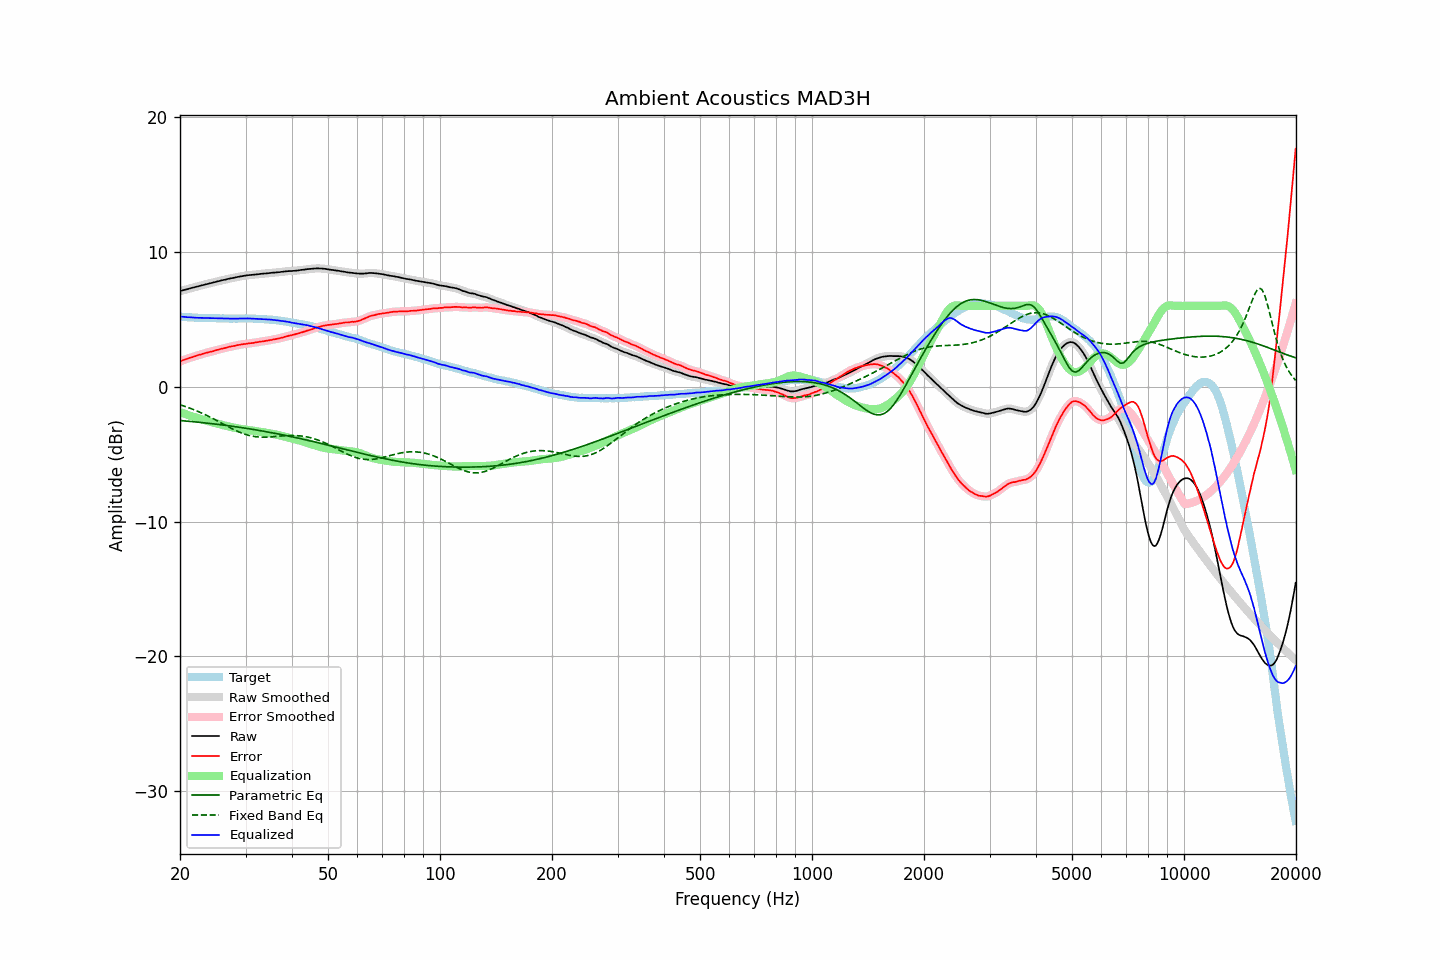 Ambient Acoustics MAD3H
20
10
0
−10
−20
−30
Amplitude (dBr)
Target
Raw Smoothed
Error Smoothed
Raw
Error
Equalization
Parametric Eq
Fixed Band Eq
Equalized
20 50 100 200 500 1000 2000 5000 10000 20000
Frequency (Hz)